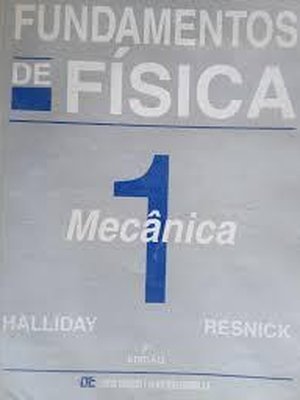 FUNDAMENTOS
DE FÍSICA
1
Mecânica
HALLIDAY RESNICK